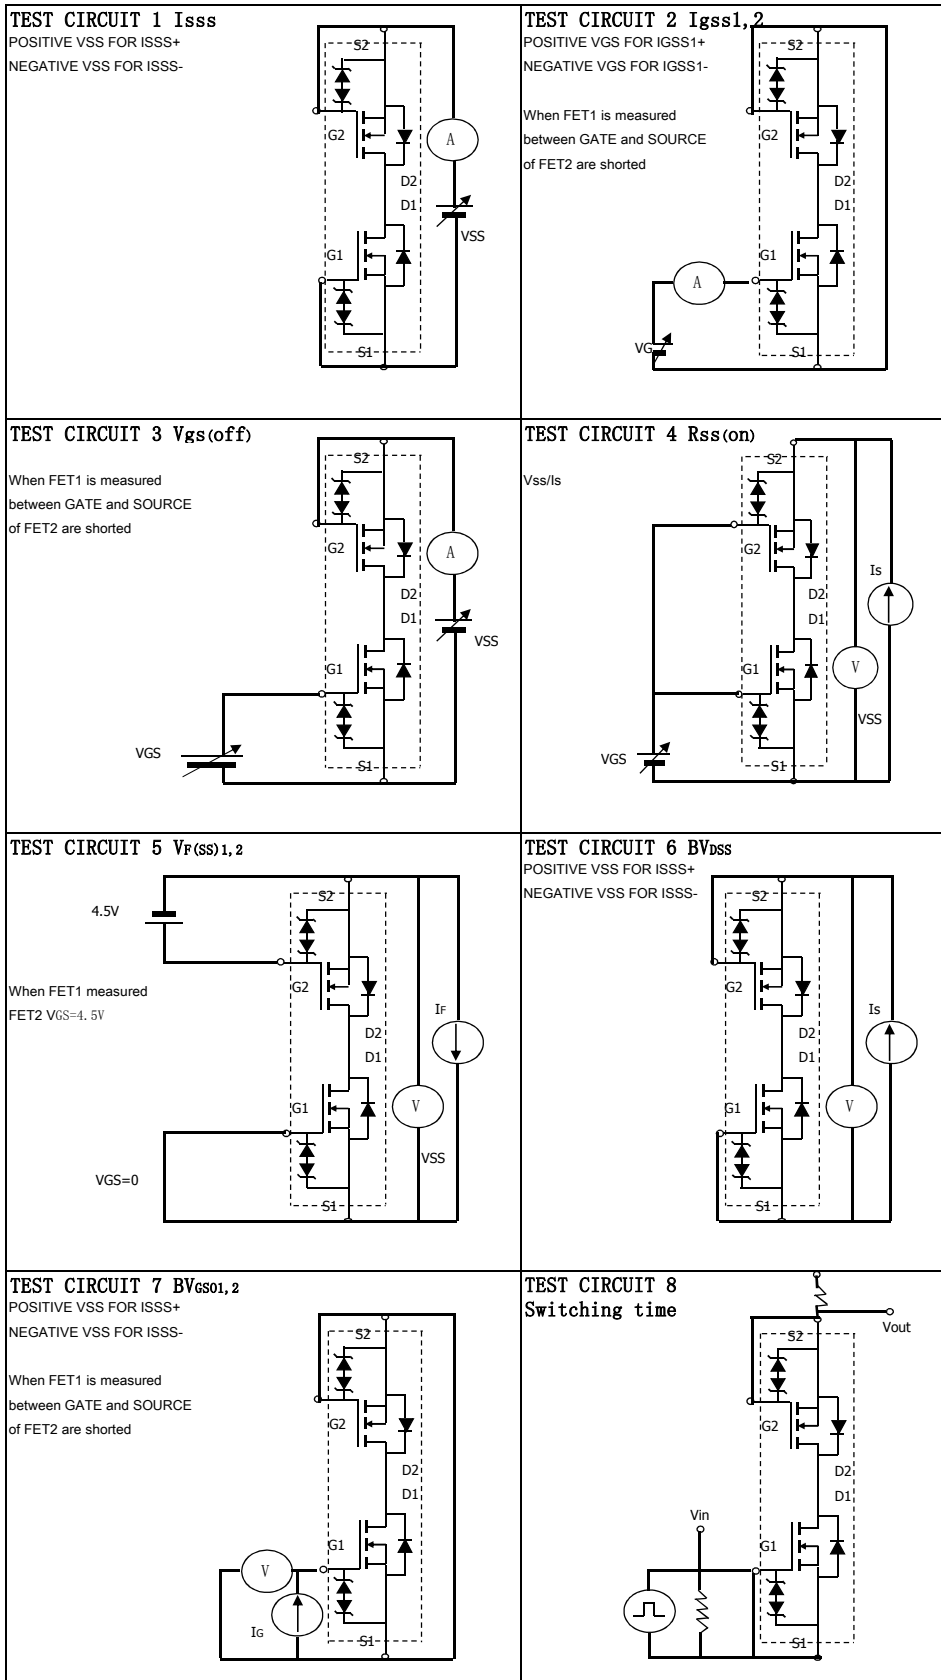 TEST CIRCUIT 1 Isss
POSITIVE VSS FOR ISSS+
NEGATIVE VSS FOR ISSS-
S2
G2
A
D2
D1
VSS
G1
S1
TEST CIRCUIT 2 Igss1,2
POSITIVE VGS FOR IGSS1+
NEGATIVE VGS FOR IGSS1-
When FET1 is measured
between GATE and SOURCE
of FET2 are shorted
S2
G2
D2
D1
G1
A
VG
S1
TEST CIRCUIT 3 Vgs(off)
When FET1 is measured
between GATE and SOURCE
of FET2 are shorted
S2
G2
A
D2
D1
VSS
G1
VGS
S1
TEST CIRCUIT 4 Rss(on)
Vss/Is
S2
G2
Is
D2
D1
G1
V
VSS
VGS
S1
TEST CIRCUIT 5 VF(SS)1,2
4.5V
When FET1 measured
FET2 VGS=4.5V
S2
G2
IF
D2
D1
G1
V
VSS
VGS=0
S1
TEST CIRCUIT 6 BVDSS
POSITIVE VSS FOR ISSS+
NEGATIVE VSS FOR ISSS-
S2
G2
Is
D2
D1
G1
V
S1
TEST CIRCUIT 7 BVGSO1,2
POSITIVE VSS FOR ISSS+
NEGATIVE VSS FOR ISSS-
When FET1 is measured
between GATE and SOURCE
of FET2 are shorted
S2
G2
D2
D1
G1
V
IG
S1
TEST CIRCUIT 8
Switching time
Vout
S2
G2
D2
D1
Vin
G1
S1